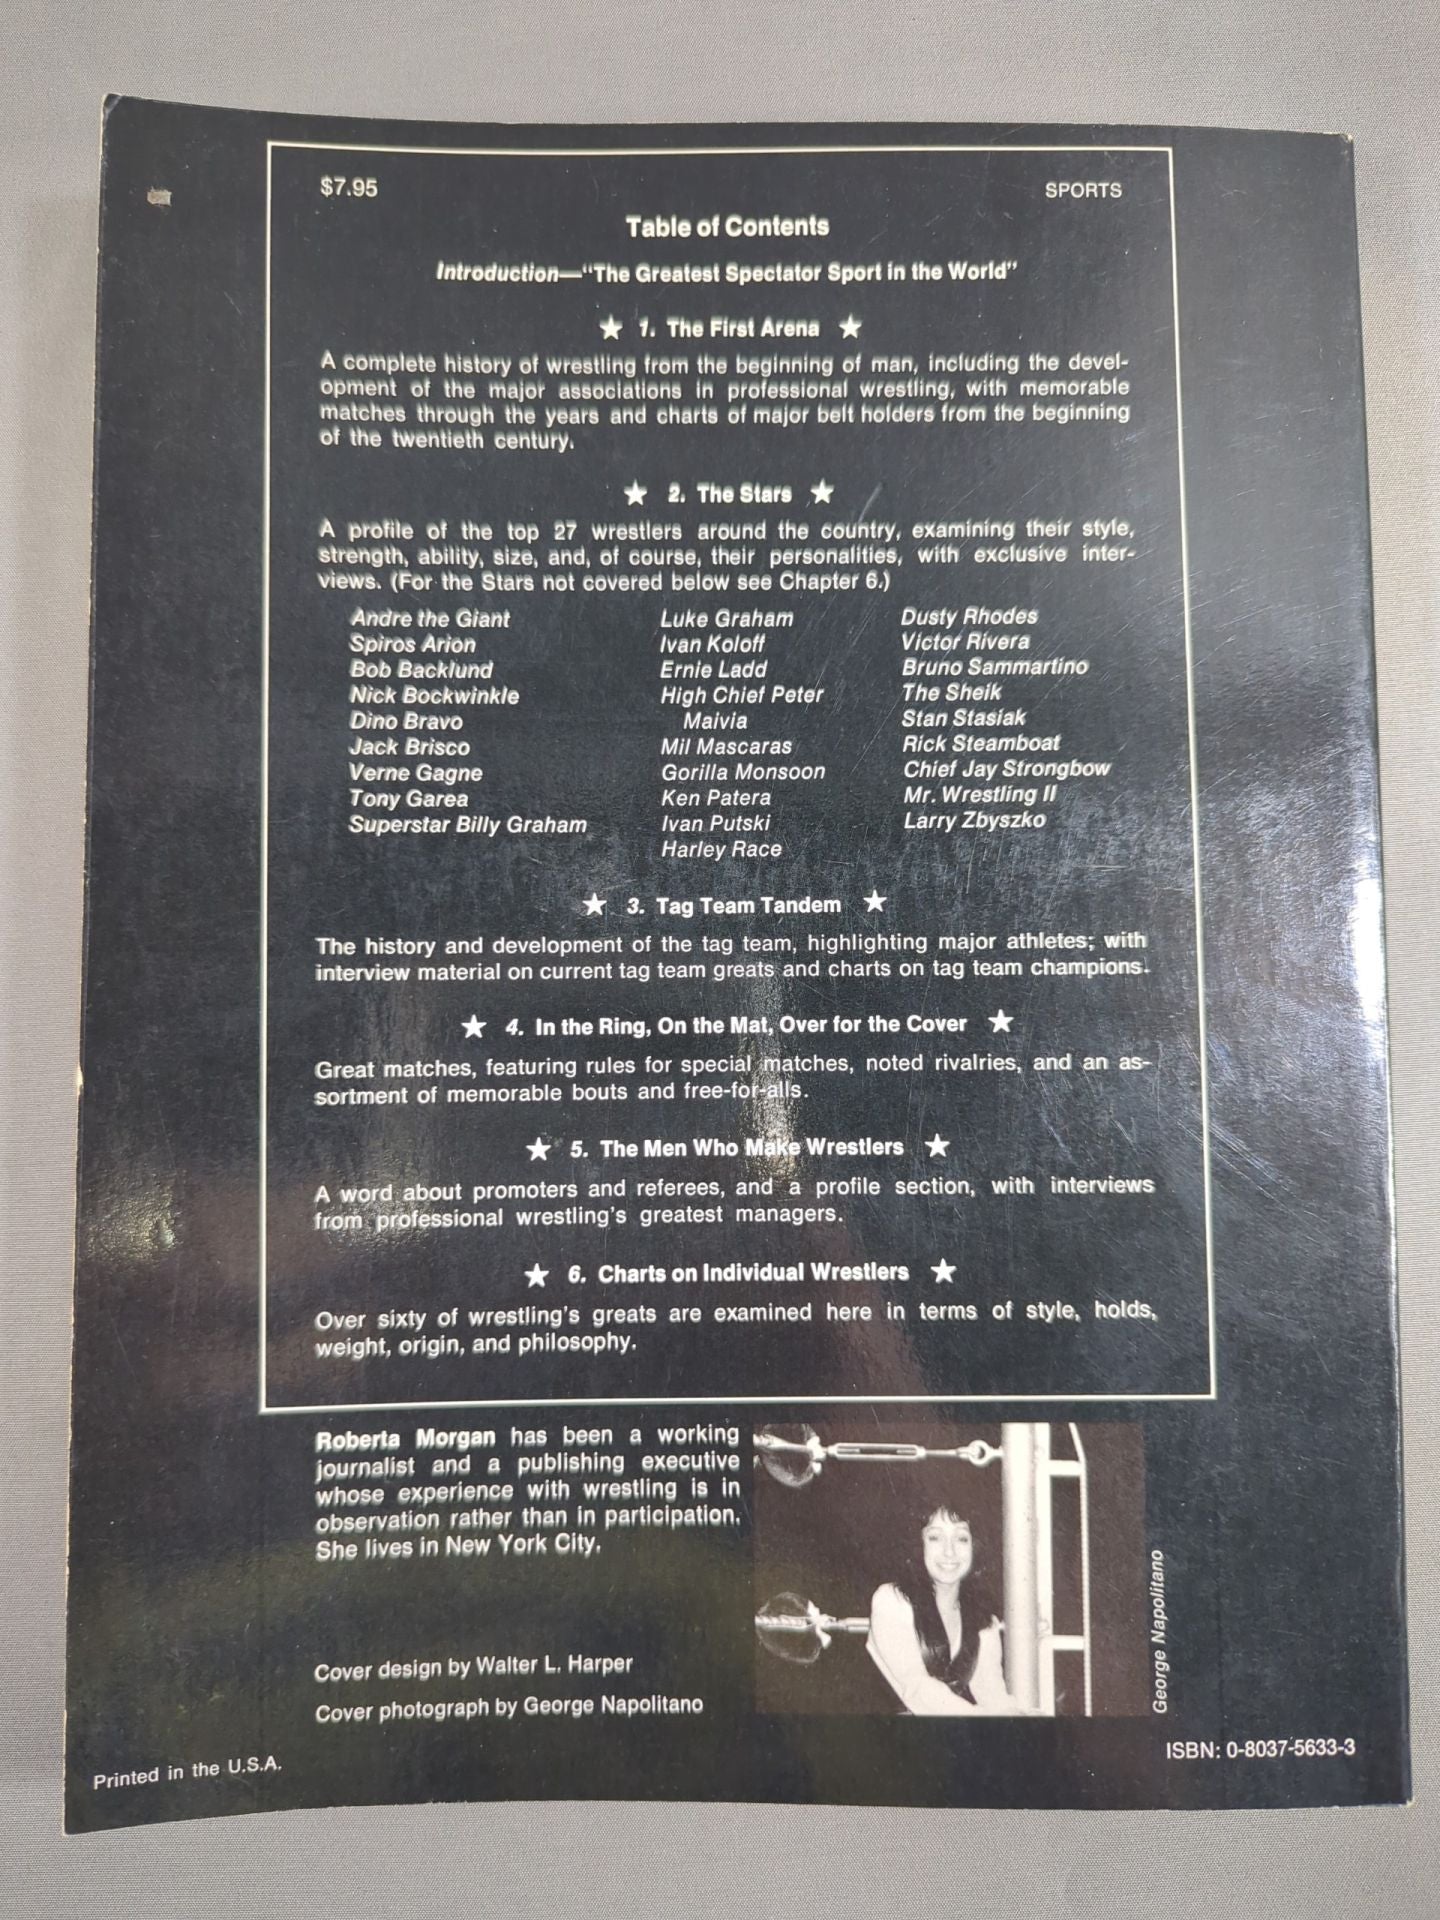 $7.95
SPORTS
Table of Contents
Introduction—"The Greatest Spectator Sport in the World"
★ 1. The First Arena ★
A complete history of wrestling from the beginning of man, including the devel-
opment of the major associations in professional wrestling, with memorable
matches through the years and charts of major belt holders from the beginning
of the twentieth century.
★ 2. The Stars ★
A profile of the top 27 wrestlers around the country, examining their style,
strength, ability, size, and, of course, their personalities, with exclusive inter-
views. (For the Stars not covered below see Chapter 6.)
Andre the Giant
Spiros Arion
Bob Backlund
Nick Bockwinkle
Dino Bravo
Jack Brisco
Verne Gagne
Tony Garea
Superstar Billy Graham
Luke Graham
Ivan Koloff
Ernie Ladd
High Chief Peter
Maivia
Mil Mascaras
Gorilla Monsoon
Ken Patera
Ivan Putski
Harley Race
Dusty Rhodes
Victor Rivera
Bruno Sammartino
The Sheik
Stan Stasiak
Rick Steamboat
Chief Jay Strongbow
Mr. Wrestling II
Larry Zbyszko
★ 3. Tag Team Tandem ★
The history and development of the tag team, highlighting major athletes; with
interview material on current tag team greats and charts on tag team champions.
★ 4. In the Ring, On the Mat, Over for the Cover ★
Great matches, featuring rules for special matches, noted rivalries, and an as-
sortment of memorable bouts and free-for-alls.
★ 5. The Men Who Make Wrestlers ★
A word about promoters and referees, and a profile section, with interviews
from professional wrestling's greatest managers.
★ 6. Charts on Individual Wrestlers ★
Over sixty of wrestling's greats are examined here in terms of style, holds,
weight, origin, and philosophy.
Roberta Morgan has been a working
journalist and a publishing executive
whose experience with wrestling is in
observation rather than in participation.
She lives in New York City.
George Napolitano
Cover design by Walter L. Harper
Cover photograph by George Napolitano
Printed in the U.S.A.
ISBN: 0-8037-5633-3